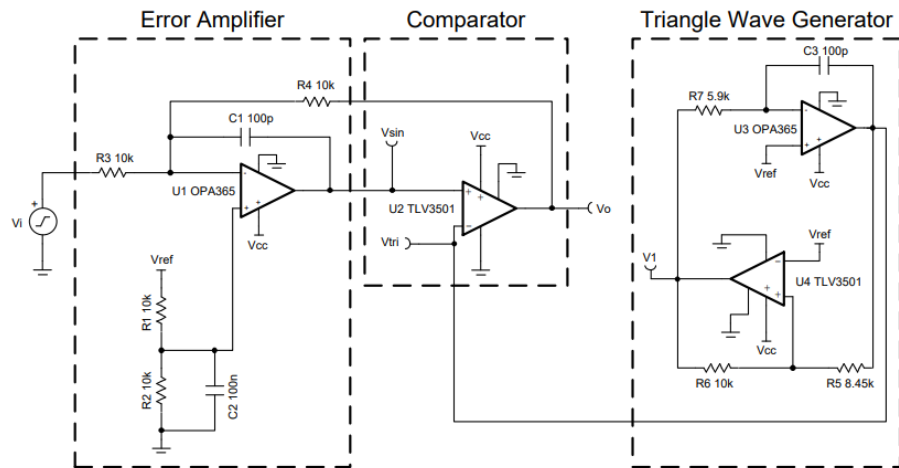 Error Amplifier
Comparator
Triangle Wave Generator
R4 10k
C1 100p
R3 10k
U1 OPA365
-
+
+
Vcc
+
Vi
Vref
R1 10k
R2 10k
C2 100n
Vsin
Vcc
U2 TLV3501
+
+
-
Vtri
Vo
C3 100p
R7 5.9k
U3 OPA365
-
+
+
Vref
Vcc
Vref
V1
U4 TLV3501
-
+
+
Vcc
R6 10k
R5 8.45k